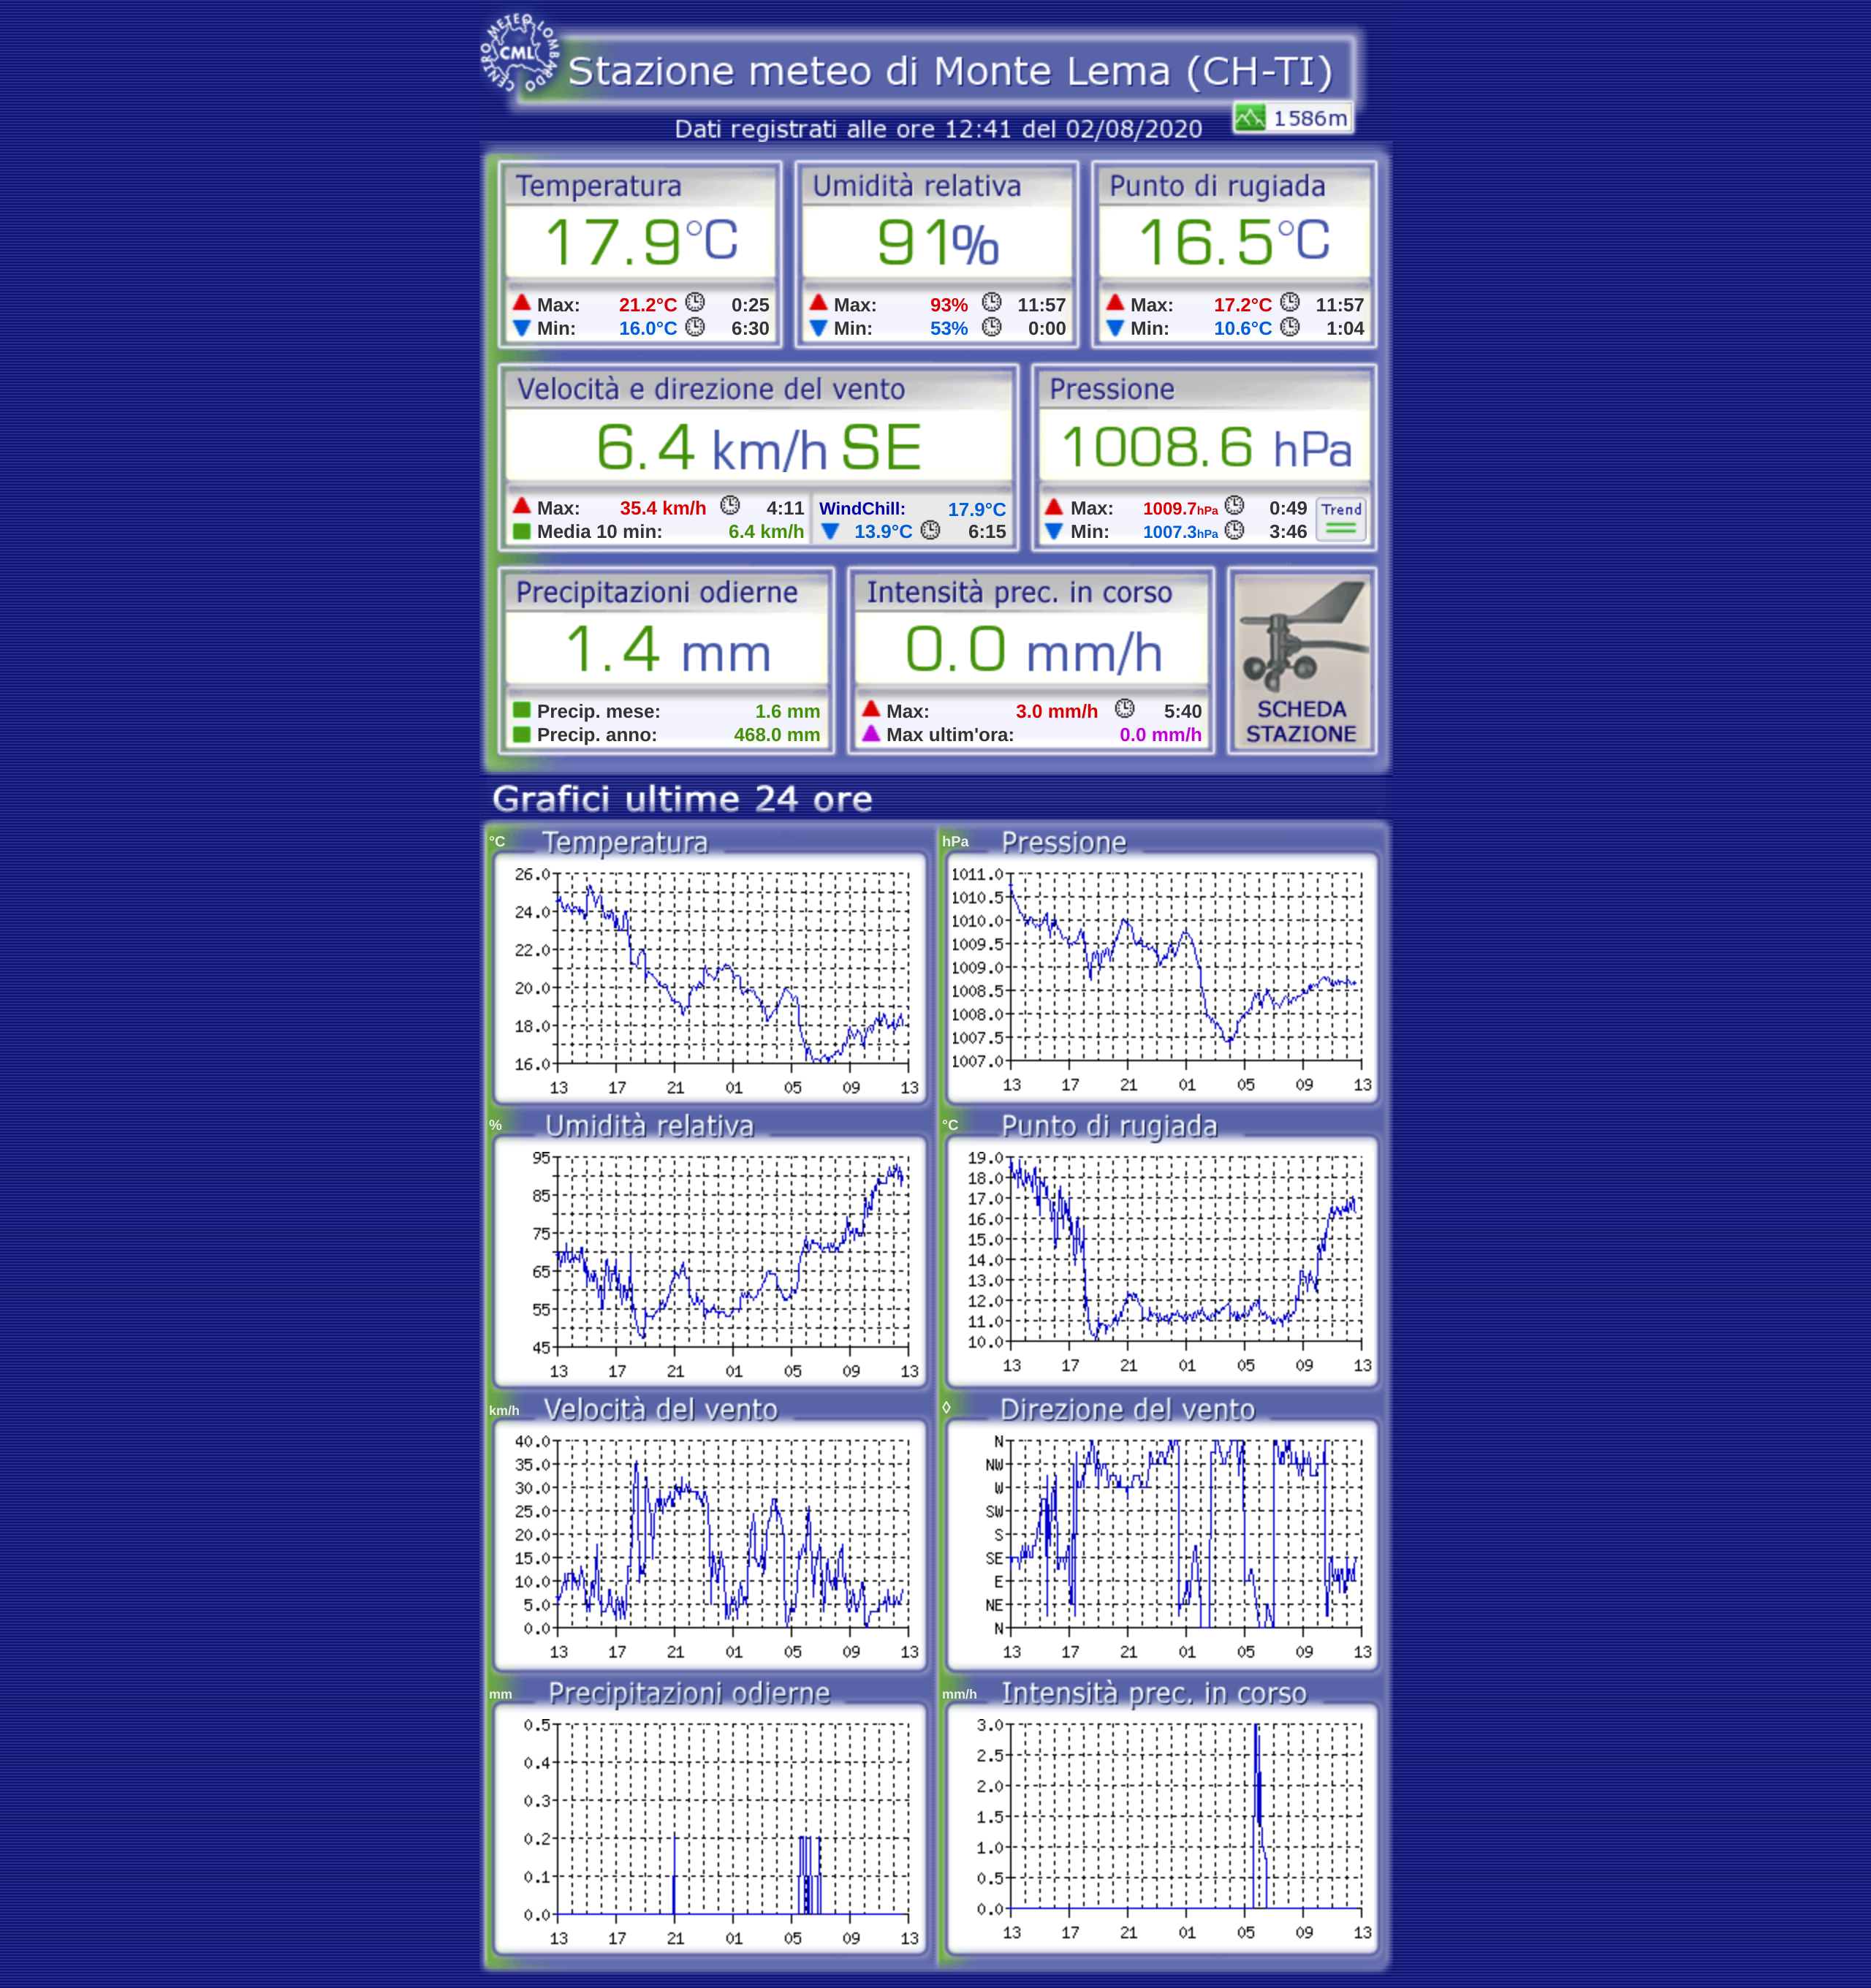 CENTRO METEO LOMBARDO
CML
Stazione meteo di Monte Lema (CH-TI)
1586m
Dati registrati alle ore 12:41 del 02/08/2020
Temperatura Umidità relativa Punto di rugiada
17.9°C 91% 16.5°C
Max: 21.2°C 0:25 Max: 93% 11:57 Max: 17.2°C 11:57
Min: 16.0°C 6:30 Min: 53% 0:00 Min: 10.6°C 1:04
Velocità e direzione del vento Pressione
6.4 km/h SE 1008.6 hPa
Max: 35.4 km/h 4:11 WindChill: 17.9°C Max: 1009.7hPa 0:49 Trend
Media 10 min: 6.4 km/h 13.9°C 6:15 Min: 1007.3hPa 3:46
Precipitazioni odierne Intensità prec. in corso
1.4 mm 0.0 mm/h
Precip. mese: 1.6 mm Max: 3.0 mm/h 5:40 SCHEDA
Precip. anno: 468.0 mm Max ultim'ora: 0.0 mm/h STAZIONE
Grafici ultime 24 ore
°C Temperatura
26.0
24.0
22.0
20.0
18.0
16.0
13 17 21 01 05 09 13
hPa Pressione
1011.0
1010.5
1010.0
1009.5
1009.0
1008.5
1008.0
1007.5
1007.0
13 17 21 01 05 09 13
% Umidità relativa
95
85
75
65
55
45
13 17 21 01 05 09 13
°C Punto di rugiada
19.0
18.0
17.0
16.0
15.0
14.0
13.0
12.0
11.0
10.0
13 17 21 01 05 09 13
km/h Velocità del vento
40.0
35.0
30.0
25.0
20.0
15.0
10.0
5.0
0.0
13 17 21 01 05 09 13
◊ Direzione del vento
N
NW
W
SW
S
SE
E
NE
N
13 17 21 01 05 09 13
mm Precipitazioni odierne
0.5
0.4
0.3
0.2
0.1
0.0
13 17 21 01 05 09 13
mm/h Intensità prec. in corso
3.0
2.5
2.0
1.5
1.0
0.5
0.0
13 17 21 01 05 09 13